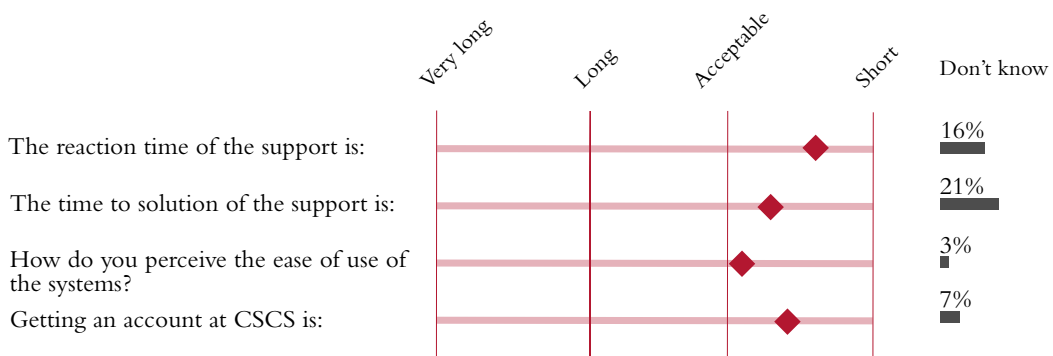 Very long
Long
Acceptable
Short
Don’t know
The reaction time of the support is:
16%
The time to solution of the support is:
21%
How do you perceive the ease of use of
the systems?
3%
Getting an account at CSCS is:
7%